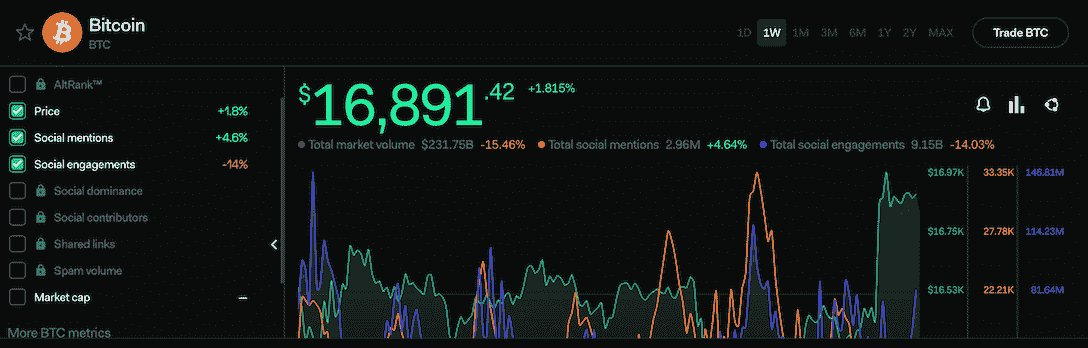 Bitcoin
BTC
1D 1W 1M 3M 6M 1Y 2Y MAX
Trade BTC
AltRank™
Price +1.8%
Social mentions +4.6%
Social engagements -14%
Social dominance
Social contributors
Shared links
Spam volume
Market cap —
More BTC metrics
$16,891.42 +1.815%
Total market volume $231.75B -15.46% Total social mentions 2.96M +4.64% Total social engagements 9.15B -14.03%
$16.97K 33.35K 146.81M
$16.75K 27.78K 114.23M
$16.53K 22.21K 81.64M